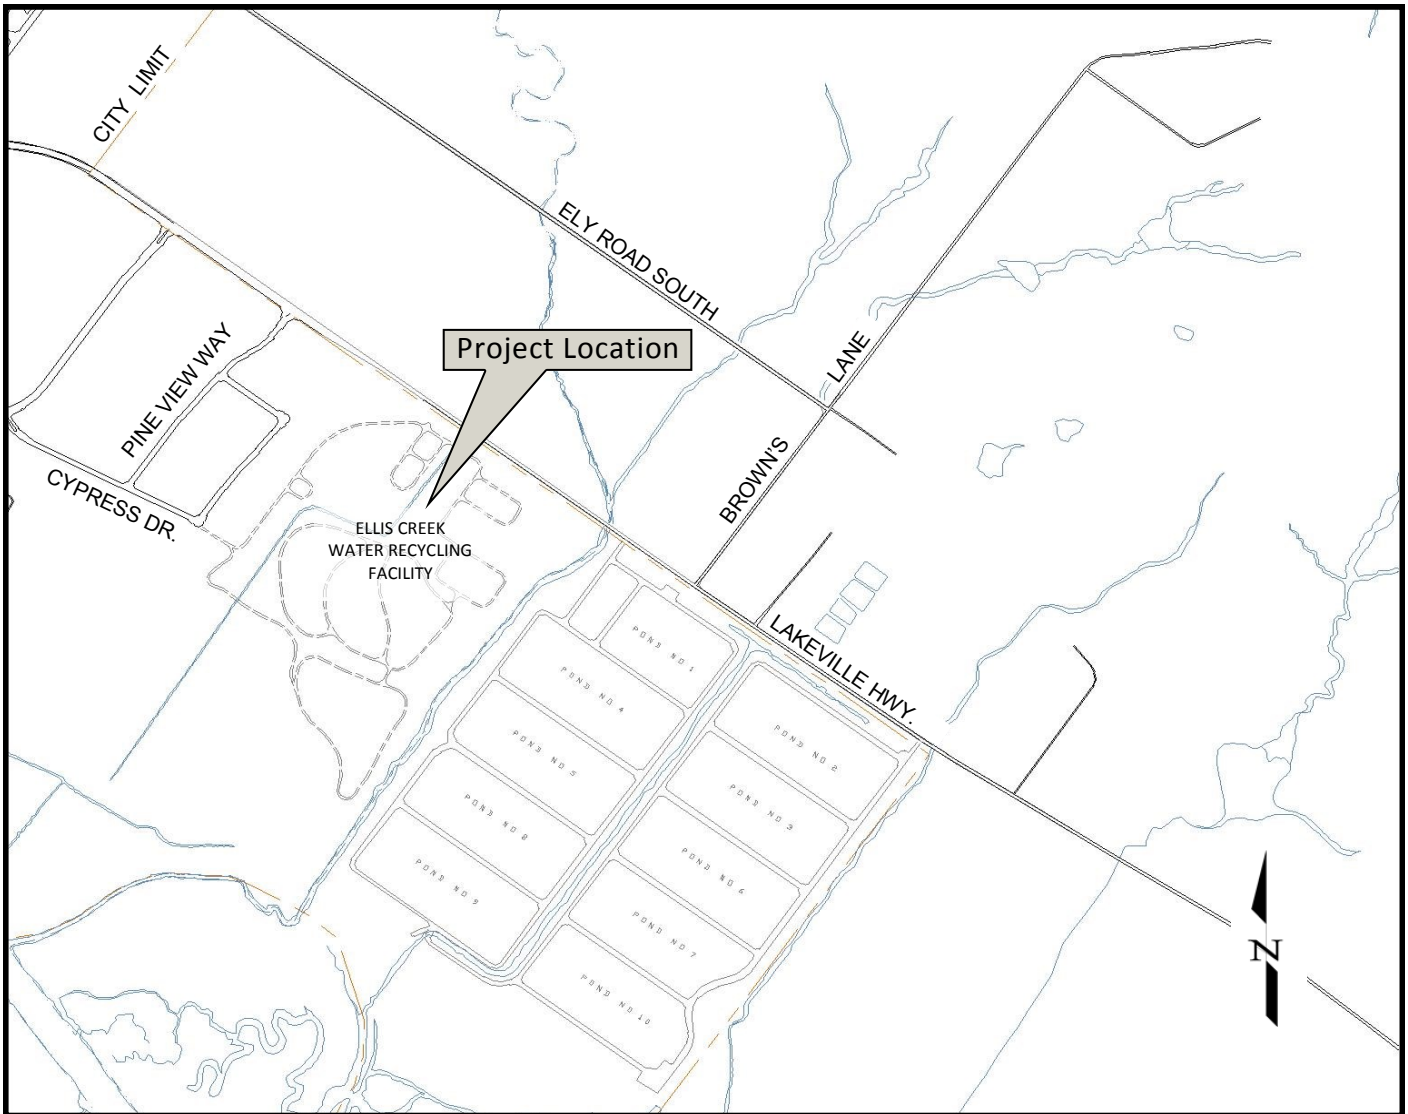 CITY LIMIT
ELY ROAD SOUTH
Project Location
LANE
PINE VIEW WAY
BROWN'S
CYPRESS DR.
ELLIS CREEK
WATER RECYCLING
FACILITY
LAKEVILLE HWY.
POND NO 1
POND NO 4
POND NO 2
POND NO 5
POND NO 3
POND NO 8
POND NO 6
POND NO 9
POND NO 7
POND NO 10
N